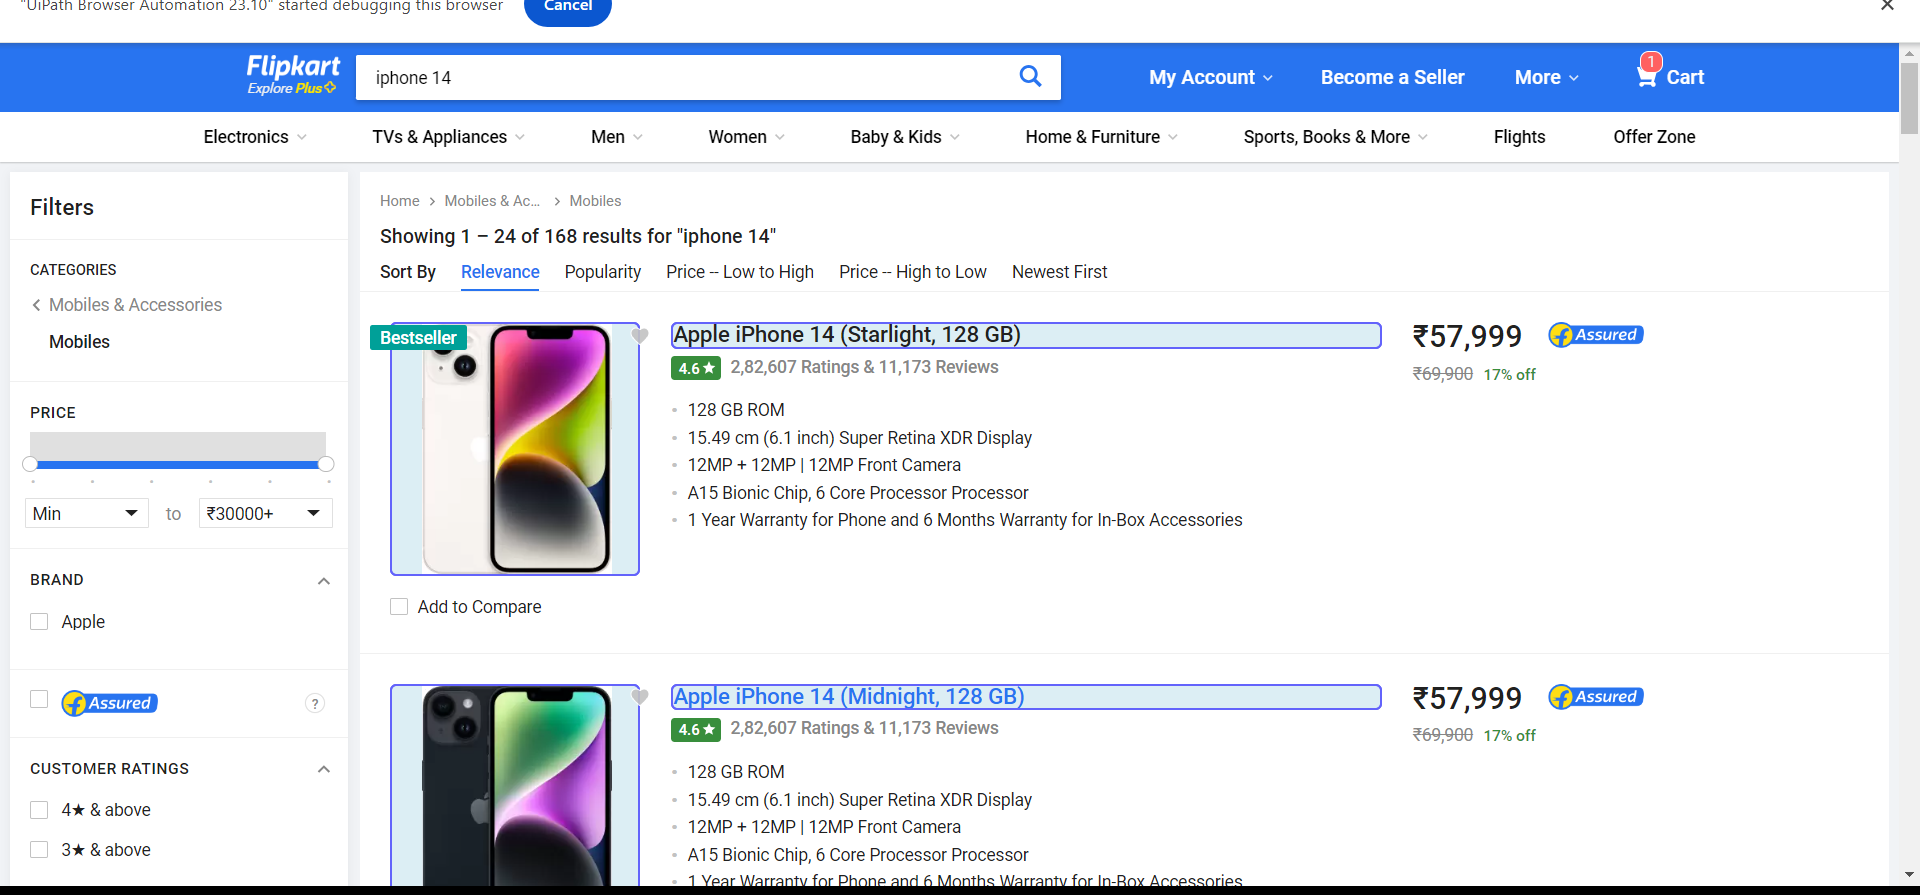 "UiPath Browser Automation 23.10" started debugging this browser
Cancel
Flipkart
Explore Plus
iphone 14
My Account
Become a Seller
More
1
Cart
Electronics
TVs & Appliances
Men
Women
Baby & Kids
Home & Furniture
Sports, Books & More
Flights
Offer Zone
Filters
CATEGORIES
Mobiles & Accessories
Mobiles
PRICE
Min
to
₹30000+
BRAND
Apple
Assured
?
CUSTOMER RATINGS
4★ & above
3★ & above
Home
Mobiles & Ac...
Mobiles
Showing 1 – 24 of 168 results for "iphone 14"
Sort By
Relevance
Popularity
Price -- Low to High
Price -- High to Low
Newest First
Bestseller
Add to Compare
Apple iPhone 14 (Starlight, 128 GB)
4.6★ 2,82,607 Ratings & 11,173 Reviews
128 GB ROM
15.49 cm (6.1 inch) Super Retina XDR Display
12MP + 12MP | 12MP Front Camera
A15 Bionic Chip, 6 Core Processor Processor
1 Year Warranty for Phone and 6 Months Warranty for In-Box Accessories
₹57,999
Assured
₹69,900 17% off
Apple iPhone 14 (Midnight, 128 GB)
4.6★ 2,82,607 Ratings & 11,173 Reviews
128 GB ROM
15.49 cm (6.1 inch) Super Retina XDR Display
12MP + 12MP | 12MP Front Camera
A15 Bionic Chip, 6 Core Processor Processor
1 Year Warranty for Phone and 6 Months Warranty for In-Box Accessories
₹57,999
Assured
₹69,900 17% off